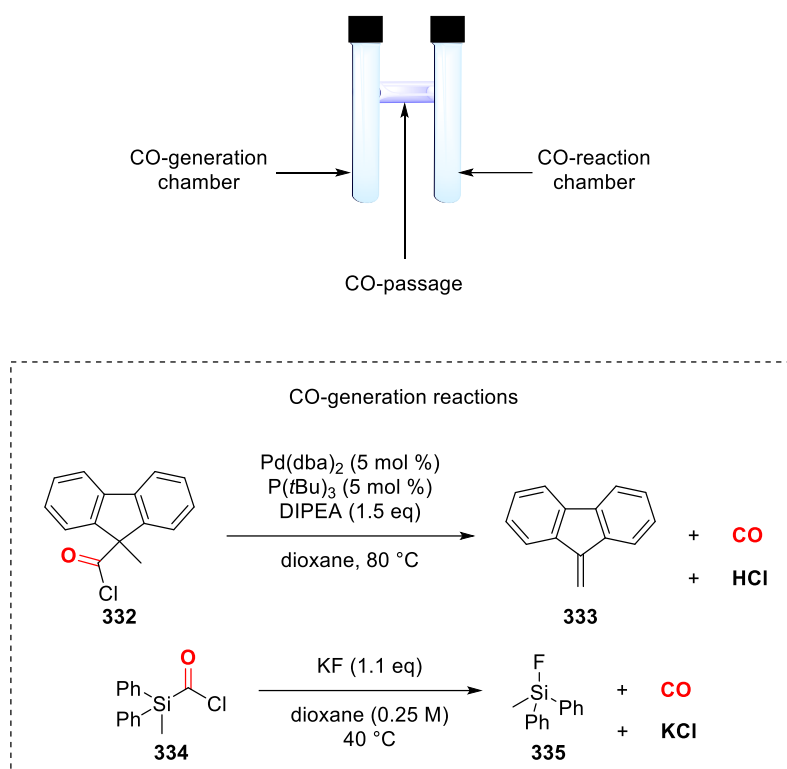 CO-generation
chamber
CO-reaction
chamber
CO-passage
CO-generation reactions
Pd(dba)2 (5 mol %)
P(tBu)3 (5 mol %)
DIPEA (1.5 eq)
dioxane, 80 °C
O
Cl
332
333
+ CO
+ HCl
KF (1.1 eq)
dioxane (0.25 M)
40 °C
O
Ph
Ph
Si
Cl
334
F
Si
Ph
Ph
335
+ CO
+ KCl